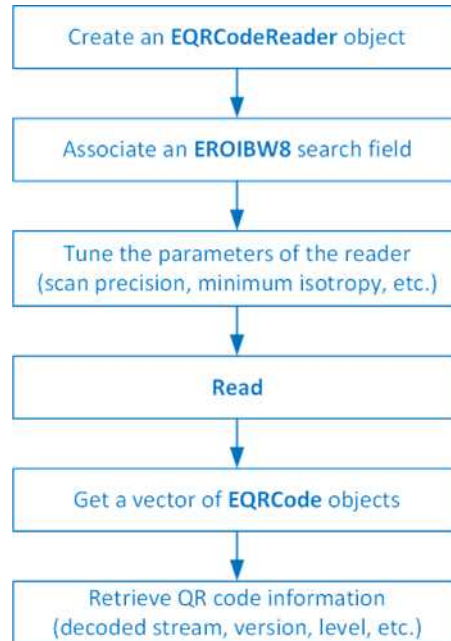 Create an EQRCodeReader object
Associate an EROIBW8 search field
Tune the parameters of the reader
(scan precision, minimum isotropy, etc.)
Read
Get a vector of EQRCode objects
Retrieve QR code information
(decoded stream, version, level, etc.)